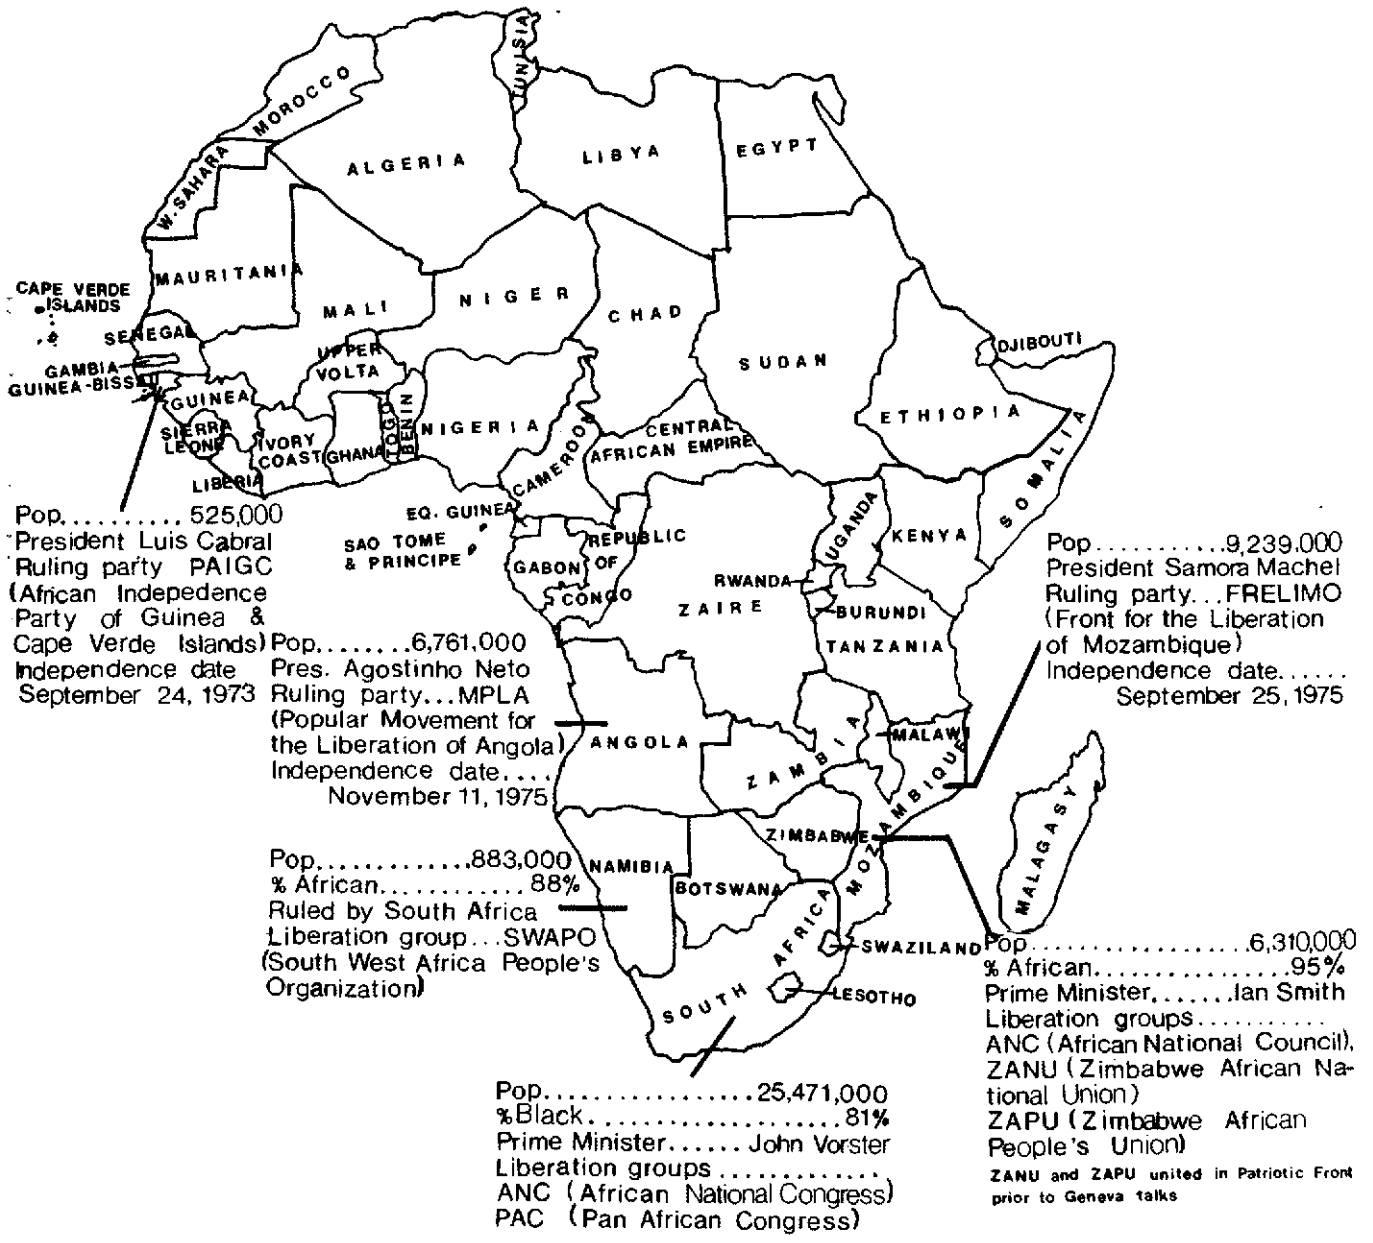 TUNISIA
MOROCCO
ALGERIA
LIBYA
EGYPT
W. SAHARA
MAURITANIA
MALI
NIGER
CHAD
SUDAN
CAPE VERDE
ISLANDS
SENEGAL
GAMBIA
GUINEA-BISSAU
GUINEA
SIERRA
LEONE
LIBERIA
IVORY
COAST
UPPER
VOLTA
GHANA
TOGO
BENIN
NIGERIA
CAMEROON
CENTRAL
AFRICAN EMPIRE
ETHIOPIA
DJIBOUTI
SOMALIA
EQ. GUINEA
SAO TOME
& PRINCIPE
GABON
REPUBLIC
OF
CONGO
ZAIRE
UGANDA
KENYA
RWANDA
BURUNDI
TANZANIA
ANGOLA
ZAMBIA
MALAWI
MOZAMBIQUE
ZIMBABWE
NAMIBIA
BOTSWANA
SOUTH AFRICA
SWAZILAND
LESOTHO
MALAGASY
Pop.......... 525,000
President Luis Cabral
Ruling party PAIGC
(African Indepedence
Party of Guinea &
Cape Verde Islands)
Independence date
September 24, 1973
Pop........6,761,000
Pres. Agostinho Neto
Ruling party...MPLA
(Popular Movement for
the Liberation of Angola)
Independence date....
November 11, 1975
Pop.............883,000
% African............ 88%
Ruled by South Africa
Liberation group...SWAPO
(South West Africa People's
Organization)
Pop.................25,471,000
%Black.....................81%
Prime Minister...... John Vorster
Liberation groups .............
ANC (African National Congress)
PAC (Pan African Congress)
Pop...........9,239,000
President Samora Machel
Ruling party...FRELIMO
(Front for the Liberation
of Mozambique)
Independence date......
September 25, 1975
Pop..................6,310,000
% African................95%
Prime Minister.......Ian Smith
Liberation groups...........
ANC (African National Council),
ZANU (Zimbabwe African Na-
tional Union)
ZAPU (Zimbabwe African
People's Union)
ZANU and ZAPU united in Patriotic Front
prior to Geneva talks